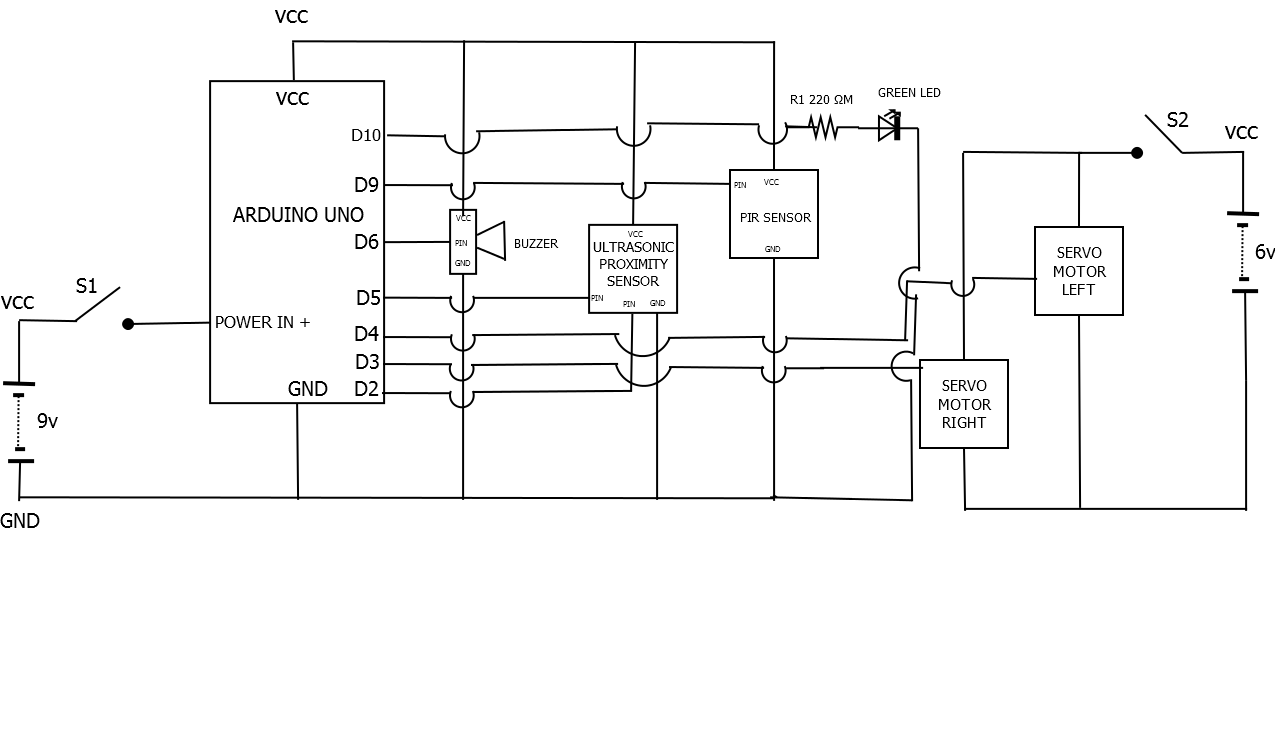 VCC
VCC
R1 220 ΩM
GREEN LED
S2
VCC
D10
D9
ARDUINO UNO
D6
VCC
PIN
GND
BUZZER
VCC
ULTRASONIC
PROXIMITY
SENSOR
PIN
PIN
GND
PIN
VCC
PIR SENSOR
GND
SERVO
MOTOR
LEFT
6v
S1
VCC
D5
POWER IN +
D4
D3
GND
D2
SERVO
MOTOR
RIGHT
9v
GND